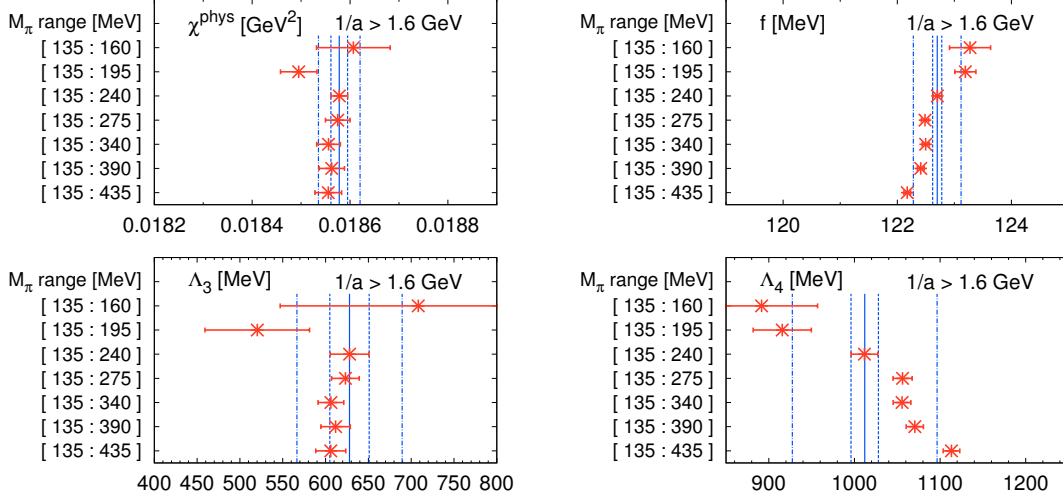 M_π range [MeV] χ^phys [GeV²] 1/a > 1.6 GeV
[ 135 : 160 ]
[ 135 : 195 ]
[ 135 : 240 ]
[ 135 : 275 ]
[ 135 : 340 ]
[ 135 : 390 ]
[ 135 : 435 ]
0.0182 0.0184 0.0186 0.0188
M_π range [MeV] f [MeV] 1/a > 1.6 GeV
[ 135 : 160 ]
[ 135 : 195 ]
[ 135 : 240 ]
[ 135 : 275 ]
[ 135 : 340 ]
[ 135 : 390 ]
[ 135 : 435 ]
120 122 124
M_π range [MeV] Λ_3 [MeV] 1/a > 1.6 GeV
[ 135 : 160 ]
[ 135 : 195 ]
[ 135 : 240 ]
[ 135 : 275 ]
[ 135 : 340 ]
[ 135 : 390 ]
[ 135 : 435 ]
400 450 500 550 600 650 700 750 800
M_π range [MeV] Λ_4 [MeV] 1/a > 1.6 GeV
[ 135 : 160 ]
[ 135 : 195 ]
[ 135 : 240 ]
[ 135 : 275 ]
[ 135 : 340 ]
[ 135 : 390 ]
[ 135 : 435 ]
900 1000 1100 1200